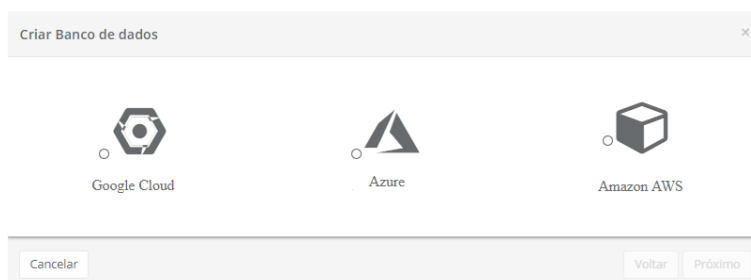 Criar Banco de dados ×
Google Cloud
Azure
Amazon AWS
Cancelar
Voltar
Próximo